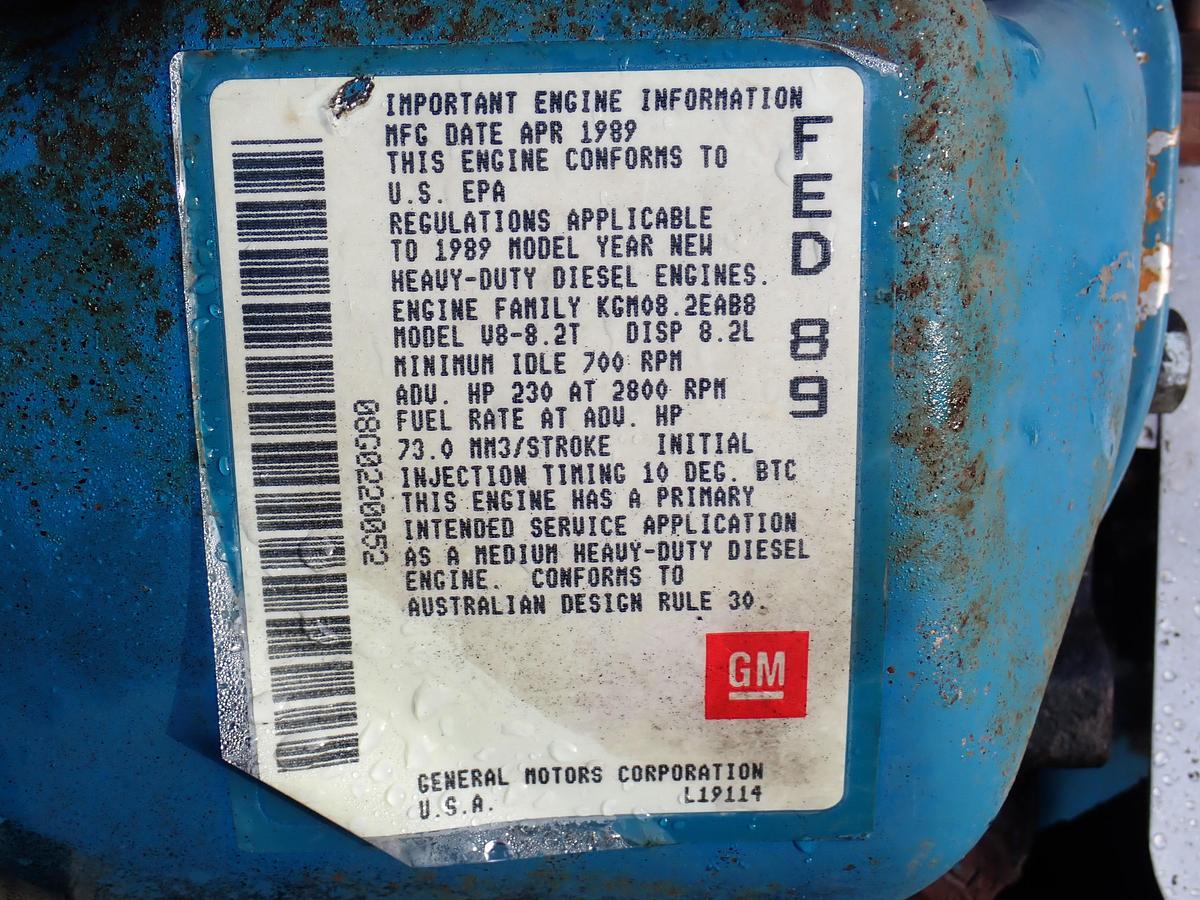 IMPORTANT ENGINE INFORMATION
MFG DATE APR 1989
THIS ENGINE CONFORMS TO
U.S. EPA
REGULATIONS APPLICABLE
TO 1989 MODEL YEAR NEW
HEAVY-DUTY DIESEL ENGINES.
ENGINE FAMILY KGM08.2EAB8
MODEL V8-8.2T DISP 8.2L
MINIMUM IDLE 700 RPM
ADV. HP 230 AT 2800 RPM
FUEL RATE AT ADV. HP
73.0 MM3/STROKE INITIAL
INJECTION TIMING 10 DEG. BTC
THIS ENGINE HAS A PRIMARY
INTENDED SERVICE APPLICATION
AS A MEDIUM HEAVY-DUTY DIESEL
ENGINE. CONFORMS TO
AUSTRALIAN DESIGN RULE 30.
FED 89
08G0220052
GM
GENERAL MOTORS CORPORATION
U.S.A. L19114